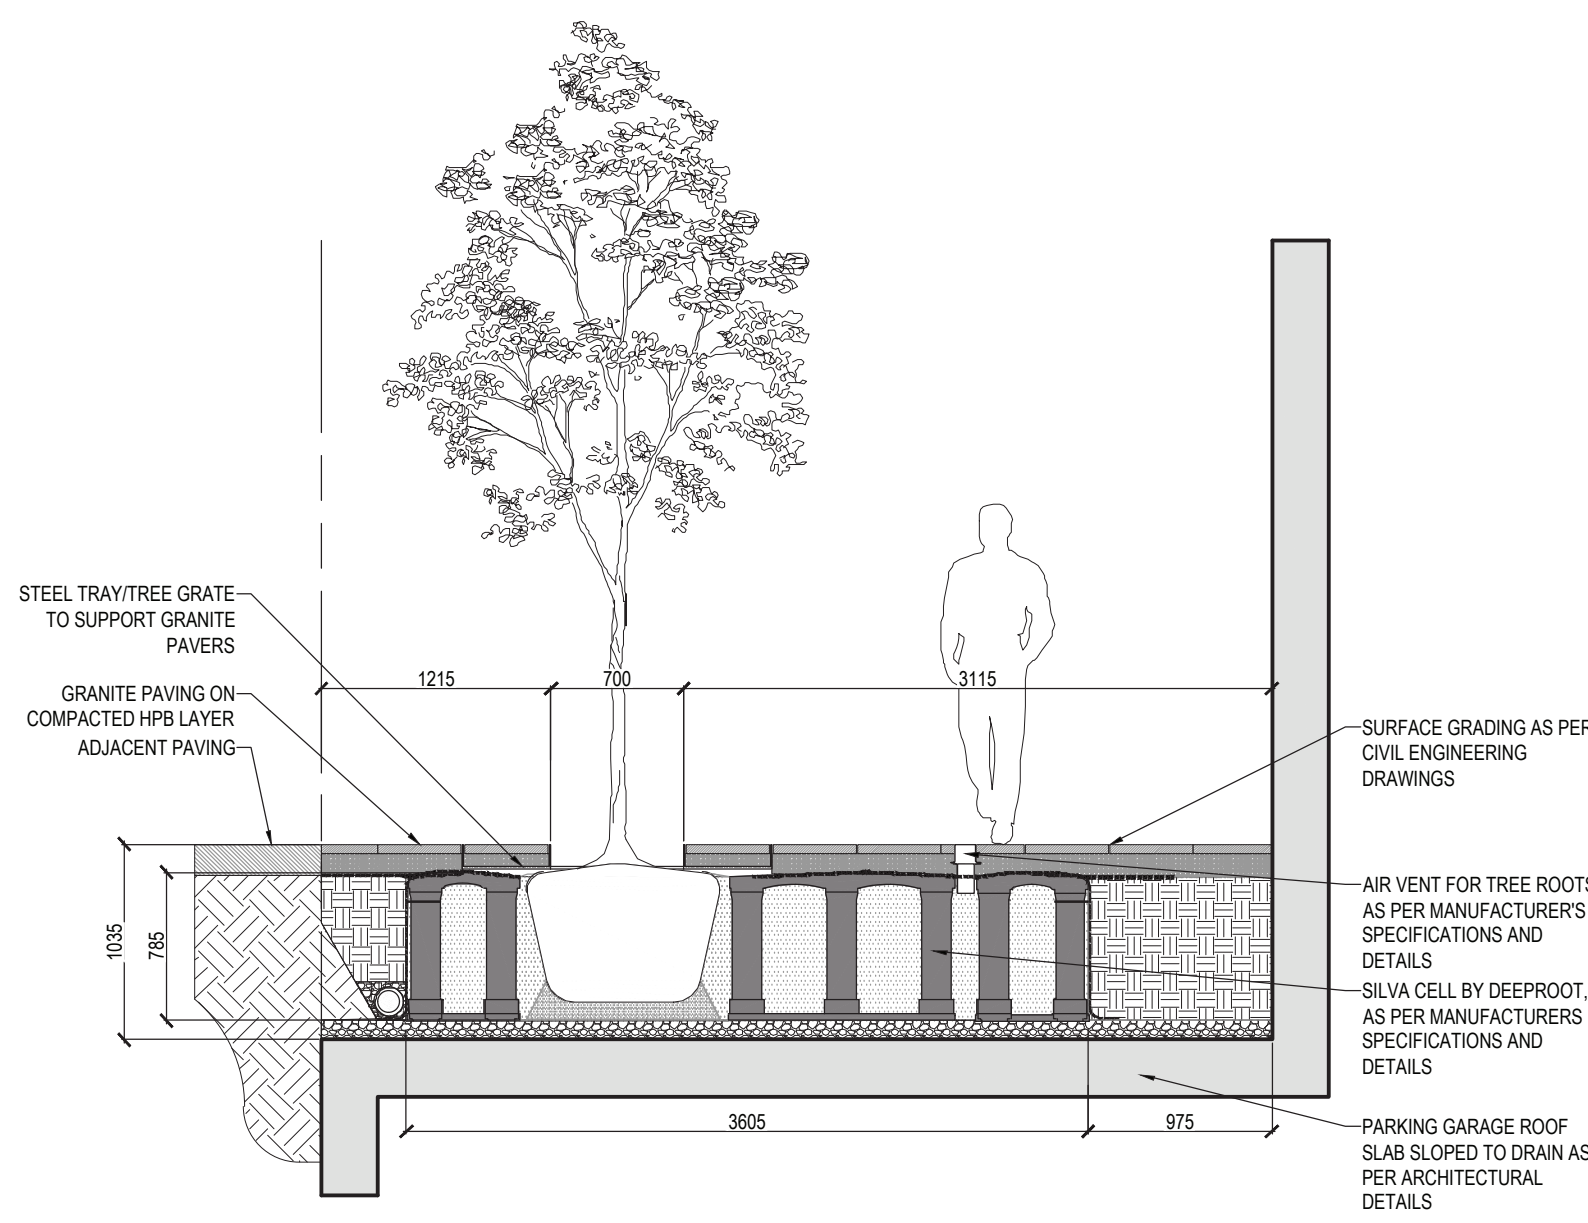 STEEL TRAY/TREE GRATE
TO SUPPORT GRANITE
PAVERS
GRANITE PAVING ON
COMPACTED HPB LAYER
ADJACENT PAVING
1215
700
3115
SURFACE GRADING AS PER
CIVIL ENGINEERING
DRAWINGS
1035
785
AIR VENT FOR TREE ROOTS
AS PER MANUFACTURER'S
SPECIFICATIONS AND
DETAILS
SILVA CELL BY DEEPROOT,
AS PER MANUFACTURERS
SPECIFICATIONS AND
DETAILS
3605
975
PARKING GARAGE ROOF
SLAB SLOPED TO DRAIN AS
PER ARCHITECTURAL
DETAILS